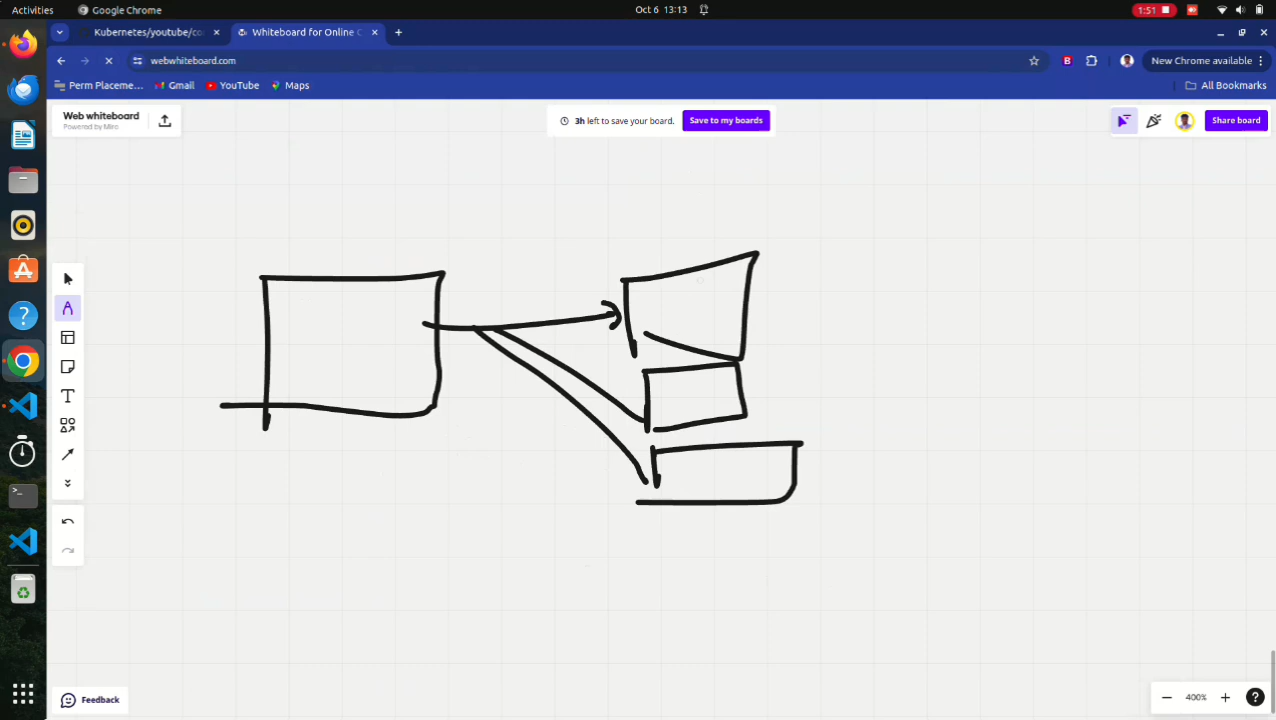 Activities
Google Chrome
Oct 6 13:13
1:51
Kubernetes/youtube/co
Whiteboard for Online C
webwhiteboard.com
New Chrome available
Perm Placeme...
Gmail
YouTube
Maps
All Bookmarks
Web whiteboard
Powered by Miro
3h left to save your board.
Save to my boards
Share board
Feedback
400%